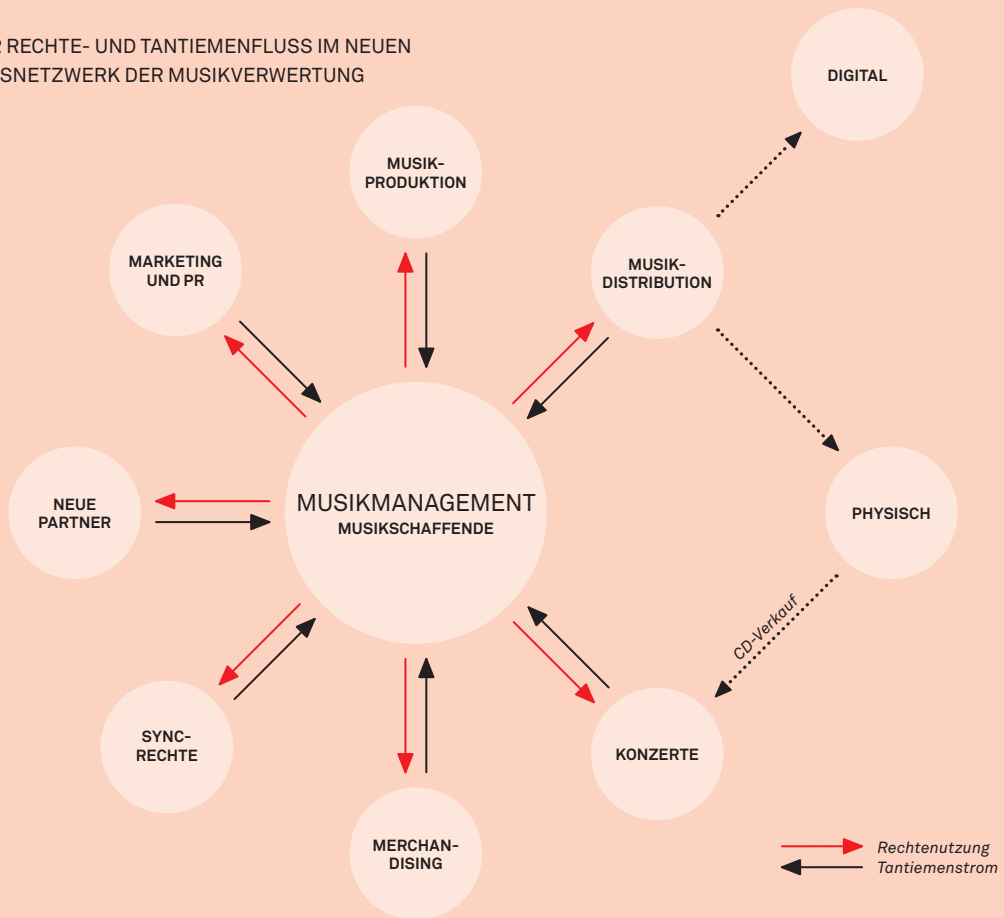 RECHTE- UND TANTIEMENFLUSS IM NEUEN
SNETZWERK DER MUSIKVERWERTUNG
DIGITAL
MUSIK-
PRODUKTION
MARKETING
UND PR
MUSIK-
DISTRIBUTION
NEUE
PARTNER
MUSIKMANAGEMENT
MUSIKSCHAFFENDE
PHYSISCH
CD-Verkauf
SYNC-
RECHTE
KONZERTE
MERCHAN-
DISING
Rechtenutzung
Tantiemenstrom